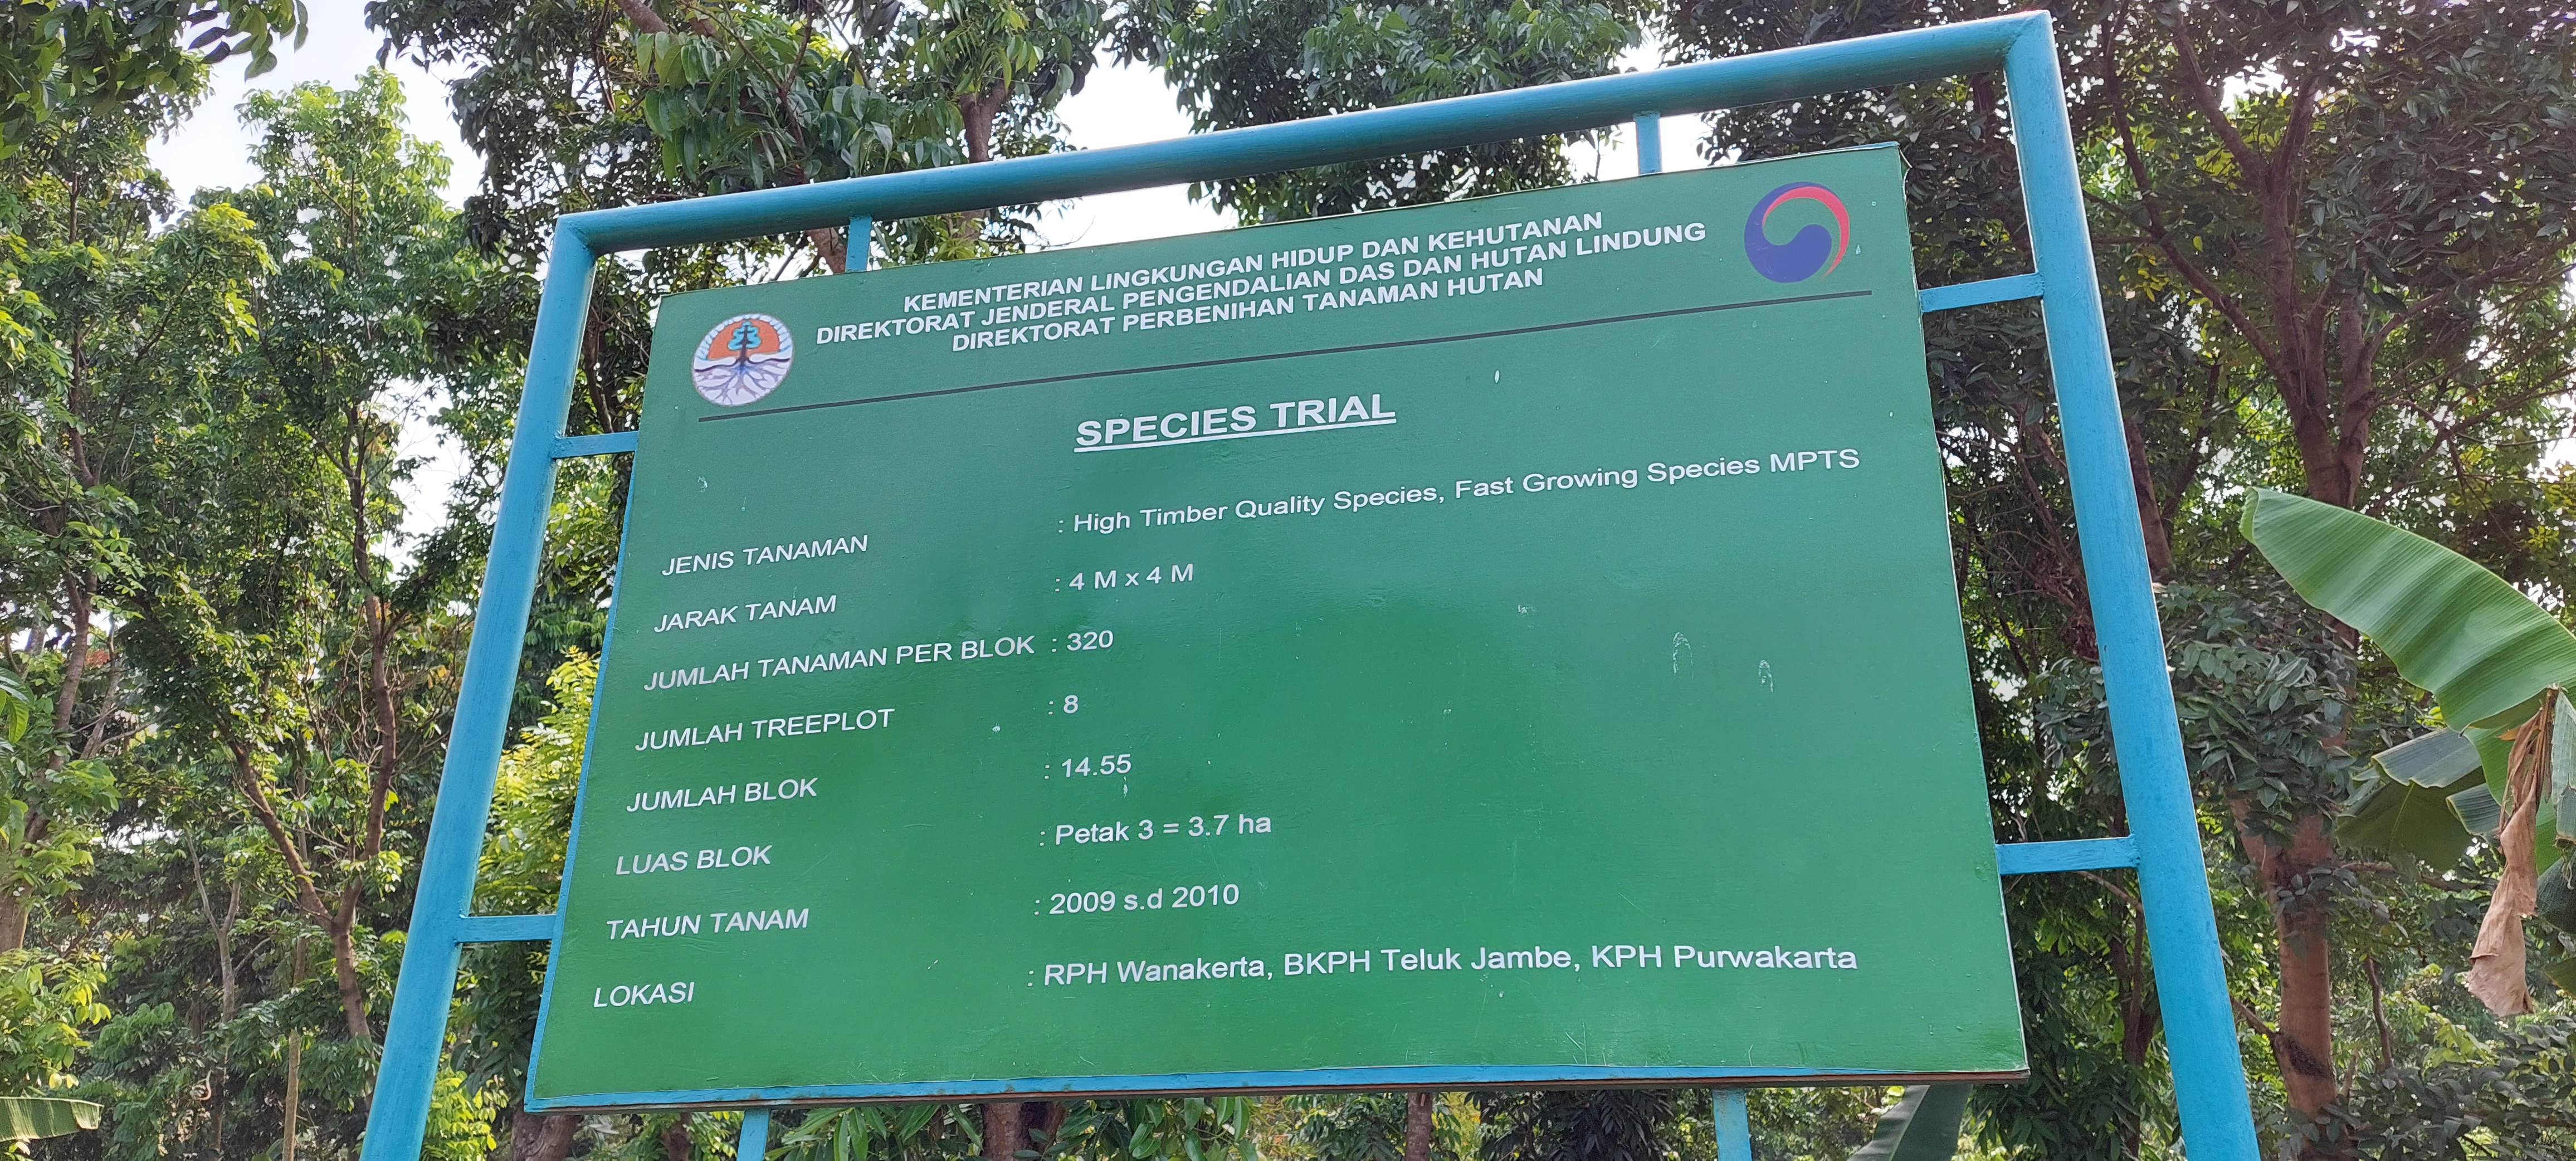 KEMENTERIAN LINGKUNGAN HIDUP DAN KEHUTANAN
DIREKTORAT JENDERAL PENGENDALIAN DAS DAN HUTAN LINDUNG
DIREKTORAT PERBENIHAN TANAMAN HUTAN
SPECIES TRIAL
JENIS TANAMAN : High Timber Quality Species, Fast Growing Species MPTS
JARAK TANAM : 4 M x 4 M
JUMLAH TANAMAN PER BLOK : 320
JUMLAH TREEPLOT : 8
JUMLAH BLOK : 14.55
LUAS BLOK : Petak 3 = 3.7 ha
TAHUN TANAM : 2009 s.d 2010
LOKASI : RPH Wanakerta, BKPH Teluk Jambe, KPH Purwakarta